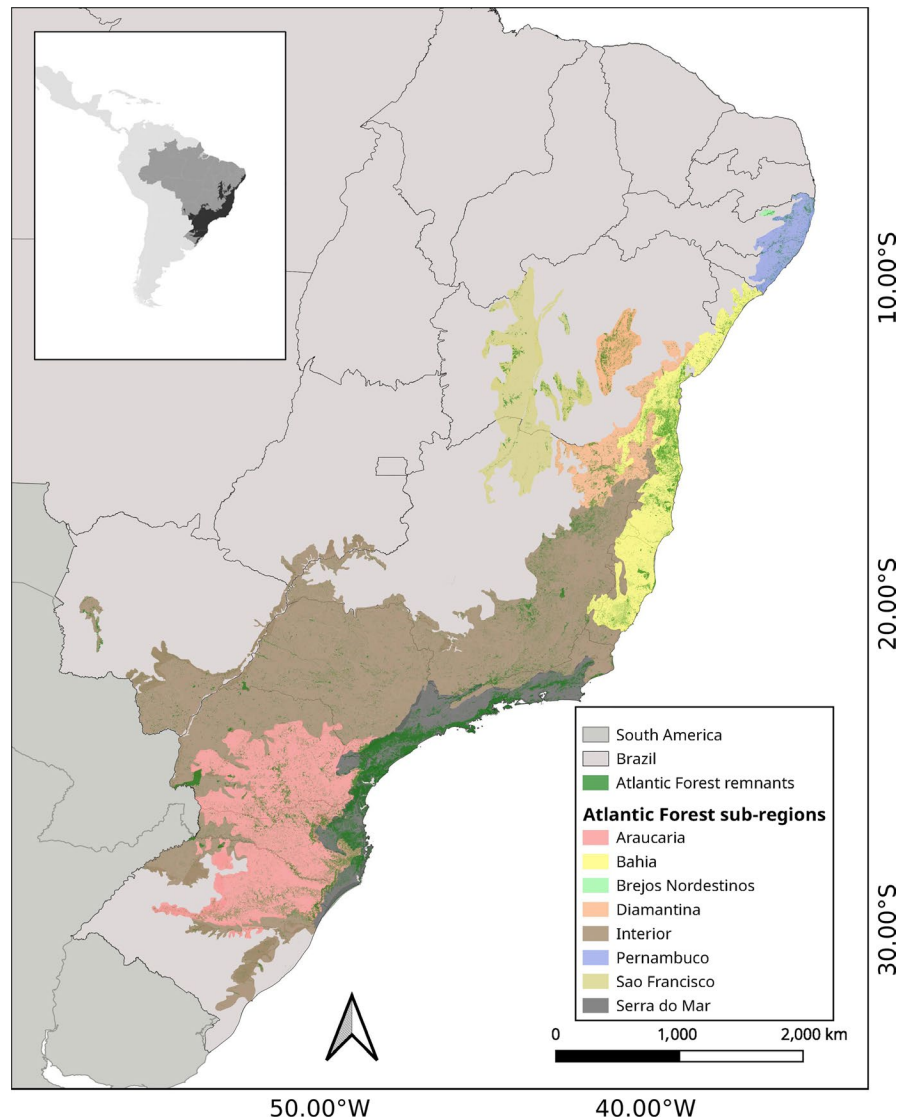 10.00°S
20.00°S
30.00°S
South America
Brazil
Atlantic Forest remnants
Atlantic Forest sub-regions
Araucaria
Bahia
Brejos Nordestinos
Diamantina
Interior
Pernambuco
Sao Francisco
Serra do Mar
0 1,000 2,000 km
50.00°W 40.00°W